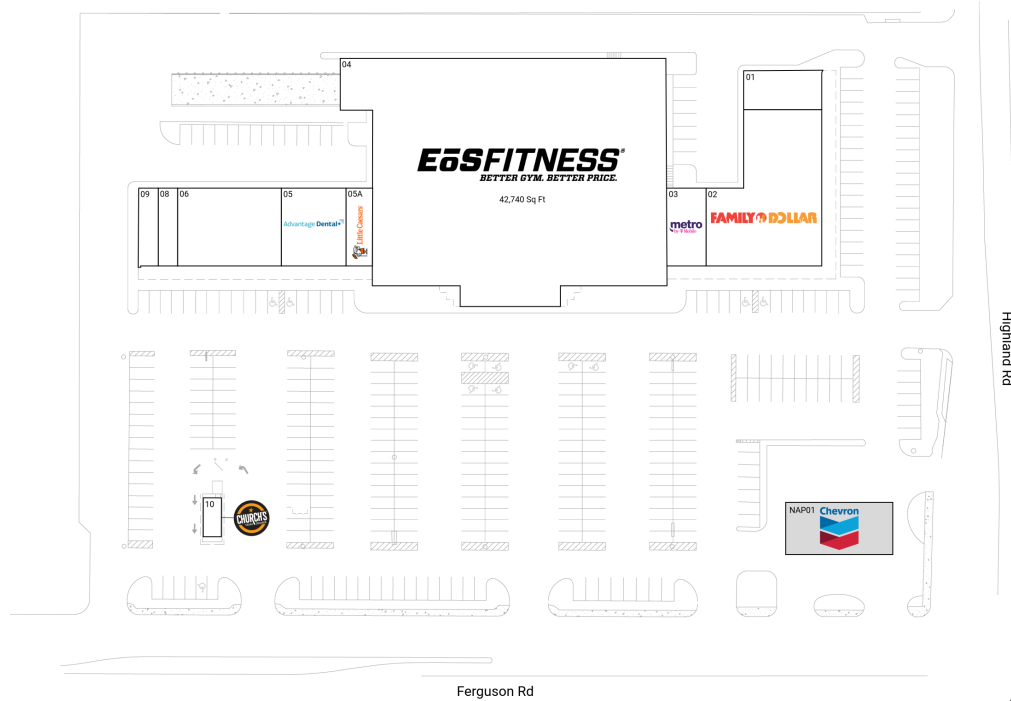 04
01
EōSFITNESS®
BETTER GYM. BETTER PRICE.
42,740 Sq Ft
09
08
06
05
05A
03
02
Advantage Dental+
Little Caesars
metro
by T-Mobile
FAMILY DOLLAR
Highland Rd
10
CHURCH'S
NAP01
Chevron
Ferguson Rd